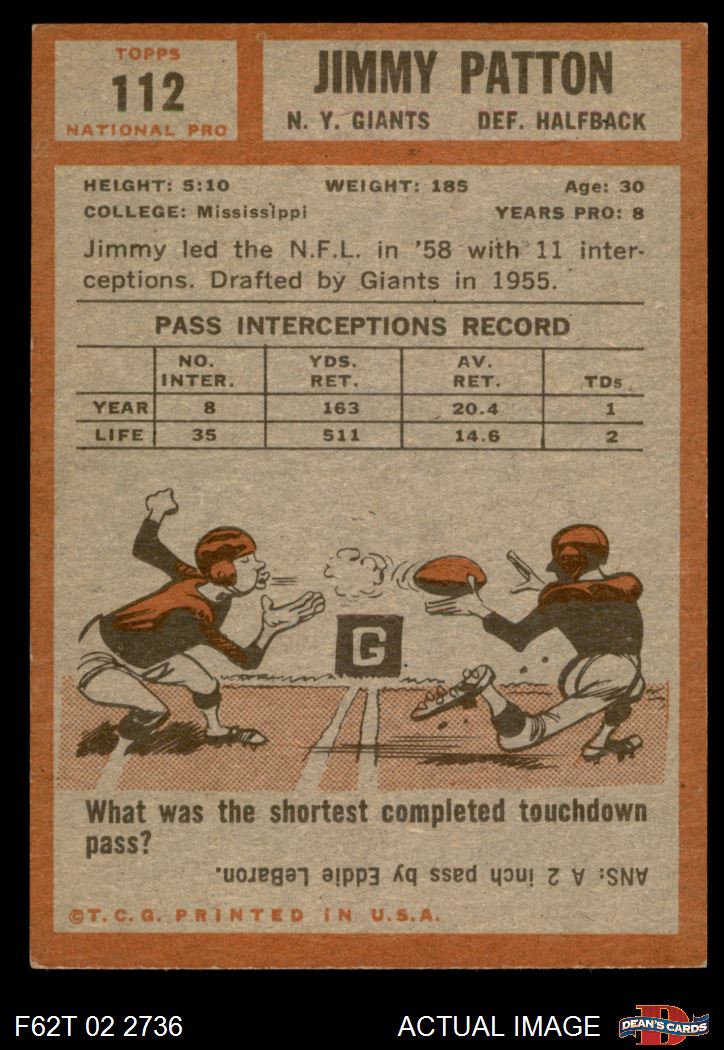 TOPPS
112
NATIONAL PRO
JIMMY PATTON
N. Y. GIANTS DEF. HALFBACK
HEIGHT: 5:10 WEIGHT: 185 Age: 30
COLLEGE: Mississippi YEARS PRO: 8
Jimmy led the N.F.L. in '58 with 11 inter-
ceptions. Drafted by Giants in 1955.
PASS INTERCEPTIONS RECORD
NO. INTER. YDS. RET. AV. RET. TDs
YEAR 8 163 20.4 1
LIFE 35 511 14.6 2
G
What was the shortest completed touchdown
pass?
ANS: A 2 inch pass by Eddie LeBaron.
©T.C.G. PRINTED IN U.S.A.
F62T 02 2736 ACTUAL IMAGE
D
DEAN'S CARDS